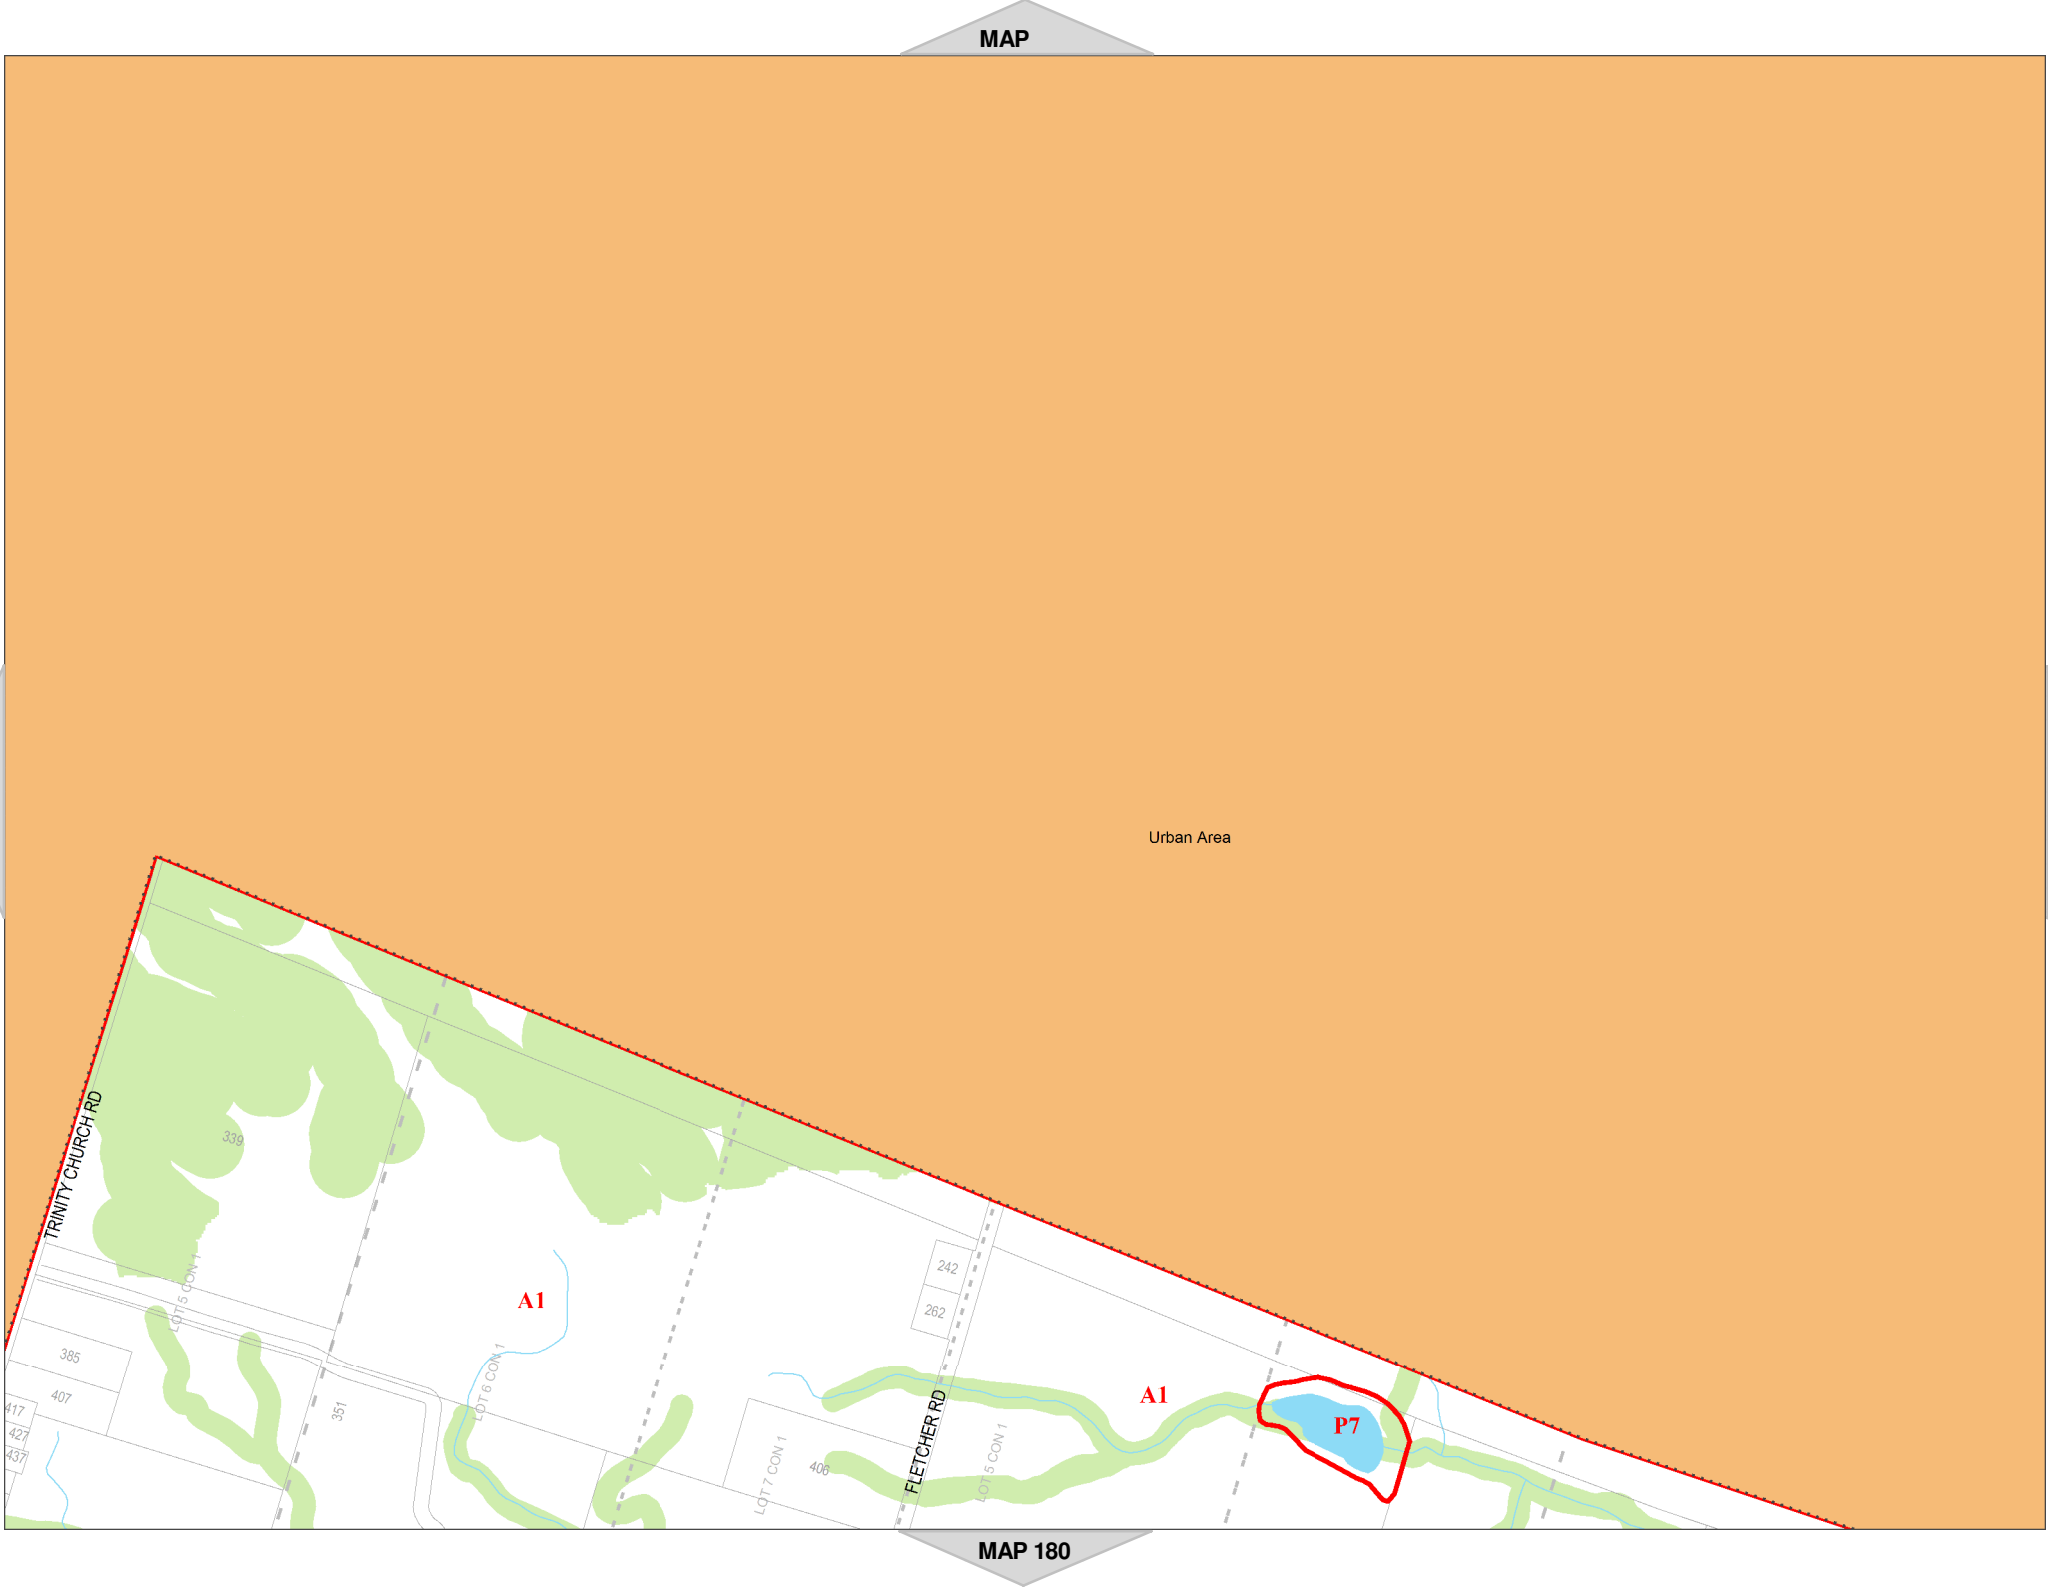 MAP
Urban Area
TRINITY CHURCH RD
339
LOT 5 CON 1
242
262
A1
385
407
417
427
437
351
LOT 6 CON 1
A1
P7
FLETCHER RD
LOT 7 CON 1
406
LOT 5 CON 1
MAP 180